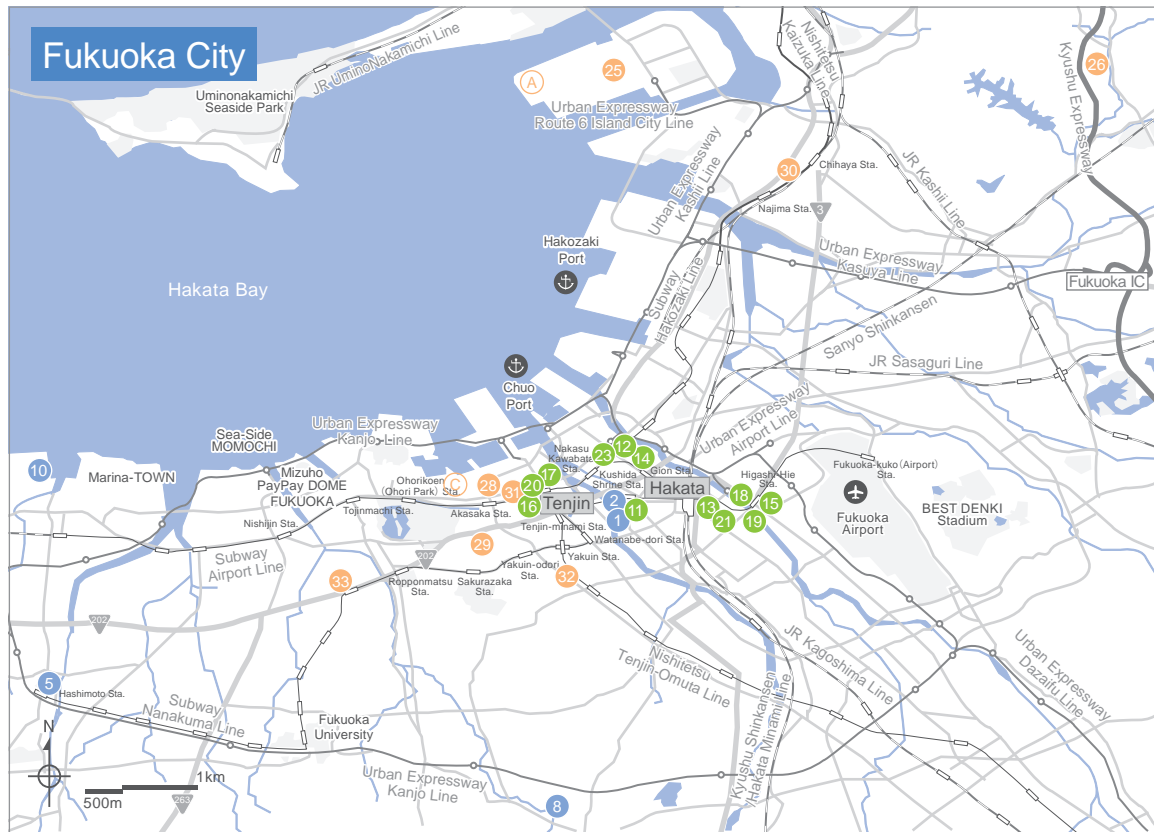 Fukuoka City
JR UminoNakamichi Line
Uminonakamichi
Seaside Park
A
25
Urban Expressway
Route 6 Island City Line
Nishitetsu
Kaizuka Line
Kyushu Expressway
26
30
Chihaya Sta.
JR Kashii Line
Urban Expressway
Kashii Line
Najima Sta.
3
Hakozaki
Port
Urban Expressway
Kasuya Line
Fukuoka IC
Hakata Bay
Subway
Hakozaki Line
Sanyo Shinkansen
JR Sasaguri Line
Chuo
Port
Urban Expressway
Airport Line
Urban Expressway
Kanjo Line
Sea-Side
MOMOCHI
10
Marina-TOWN
Mizuho
PayPay DOME
FUKUOKA
Nakasu
Kawabata
Sta.
12
23
14
Gion Sta.
Kushida
Shrine Sta.
Higashi-Hie
Sta.
Fukuoka-kuko(Airport)
Sta.
Ohorikoen
(Ohori Park) Sta.
C
28
31
17
20
16
Tenjin
2
1
11
Hakata
13
18
15
21
19
Fukuoka
Airport
BEST DENKI
Stadium
Tojinmachi Sta.
Akasaka Sta.
Nishijin Sta.
Tenjin-minami Sta.
Watanabe-dori Sta.
Subway
Airport Line
29
202
Yakuin Sta.
Yakuin-odori
Sta.
33
Ropponmatsu
Sta.
Sakurazaka
Sta.
32
202
Nishitetsu
Tenjin-Omuta Line
JR Kagoshima Line
Urban Expressway
Dazaifu Line
5
Hashimoto Sta.
Subway
Nanakuma Line
Fukuoka
University
Kyushu Shinkansen
/Hakata Minami Line
N
1km
500m
263
Urban Expressway
Kanjo Line
8